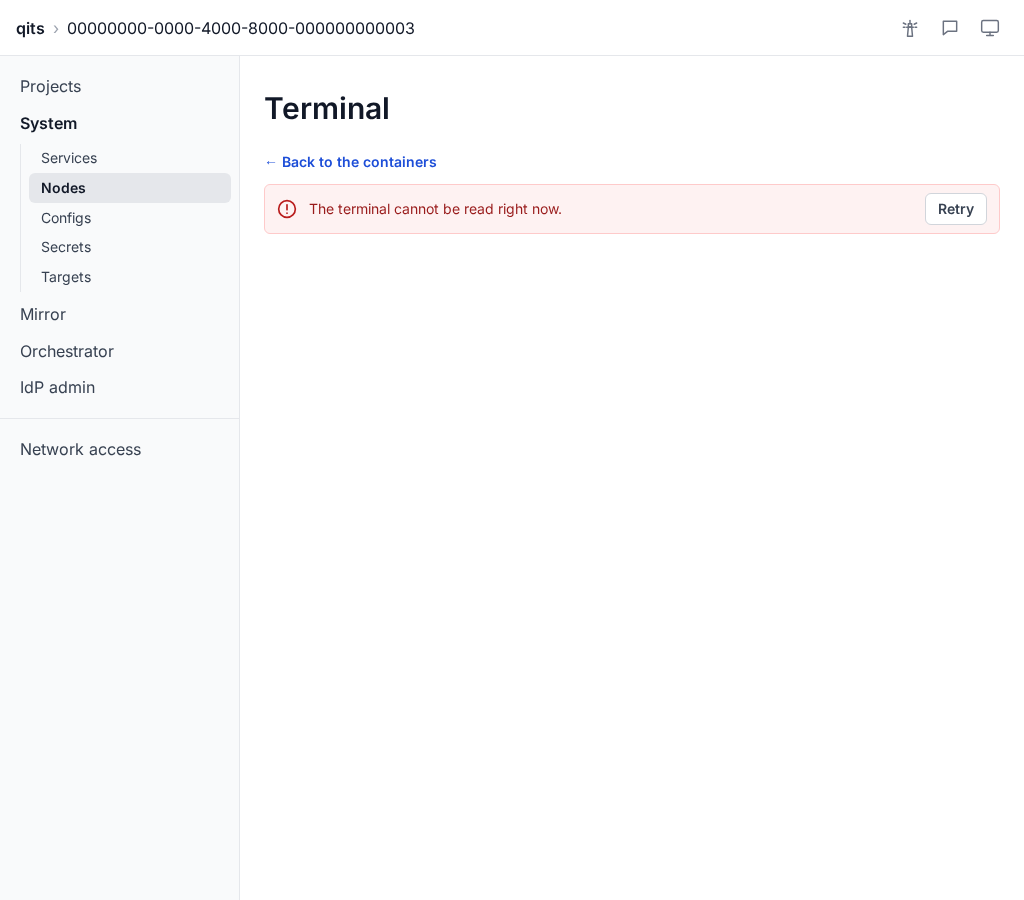 qits › 00000000-0000-4000-8000-000000000003
Projects
System
Services
Nodes
Configs
Secrets
Targets
Mirror
Orchestrator
IdP admin
Network access
Terminal
← Back to the containers
The terminal cannot be read right now.
Retry